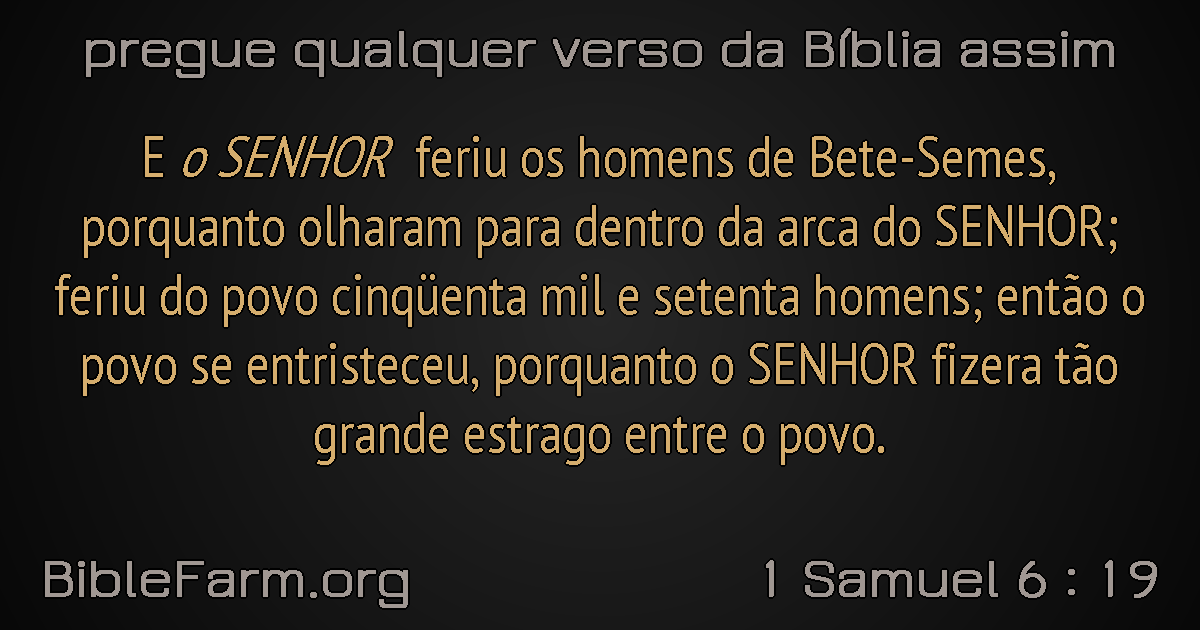 pregue qualquer verso da Bíblia assim
E o SENHOR feriu os homens de Bete-Semes,
porquanto olharam para dentro da arca do SENHOR;
feriu do povo cinqüenta mil e setenta homens; então o
povo se entristeceu, porquanto o SENHOR fizera tão
grande estrago entre o povo.
BibleFarm.org
1 Samuel 6 : 19